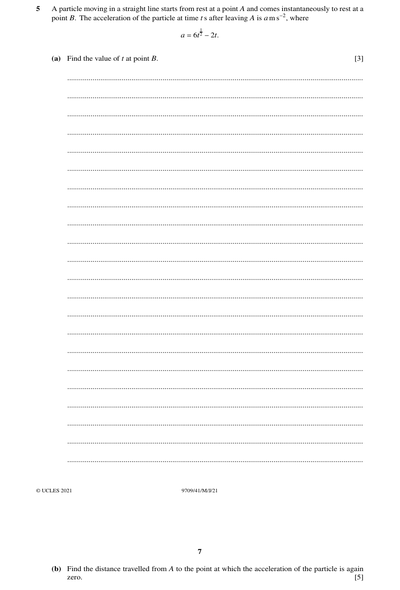 5 A particle moving in a straight line starts from rest at a point A and comes instantaneously to rest at a
point B. The acceleration of the particle at time t s after leaving A is a m s⁻², where
a = 6t^½ − 2t.
(a) Find the value of t at point B. [3]
© UCLES 2021 9709/41/M/J/21
7
(b) Find the distance travelled from A to the point at which the acceleration of the particle is again
zero. [5]